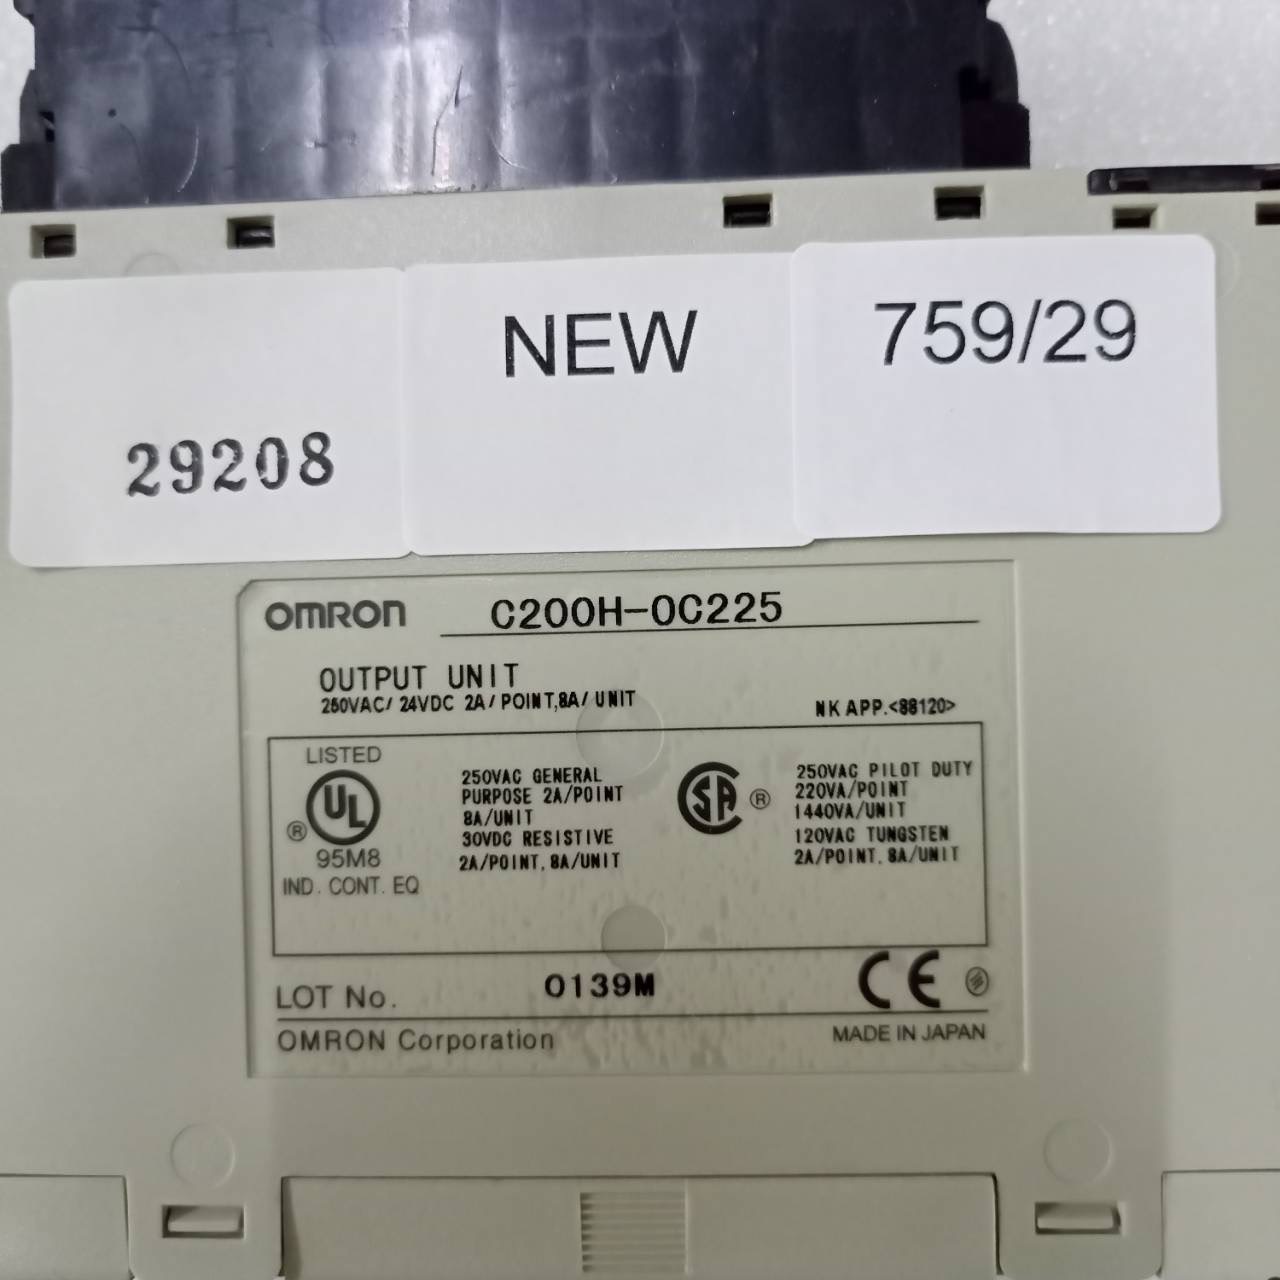 29208
NEW
759/29
OMRON C200H-OC225
OUTPUT UNIT
250VAC/ 24VDC 2A/ POINT,8A/ UNIT
NK APP.<88120>
LISTED
UL
®
95M8
IND. CONT. EQ
250VAC GENERAL
PURPOSE 2A/POINT
8A/UNIT
30VDC RESISTIVE
2A/POINT, 8A/UNIT
SA ®
250VAC PILOT DUTY
220VA/POINT
1440VA/UNIT
120VAC TUNGSTEN
2A/POINT, 8A/UNIT
LOT No. 0139M
CE
OMRON Corporation
MADE IN JAPAN